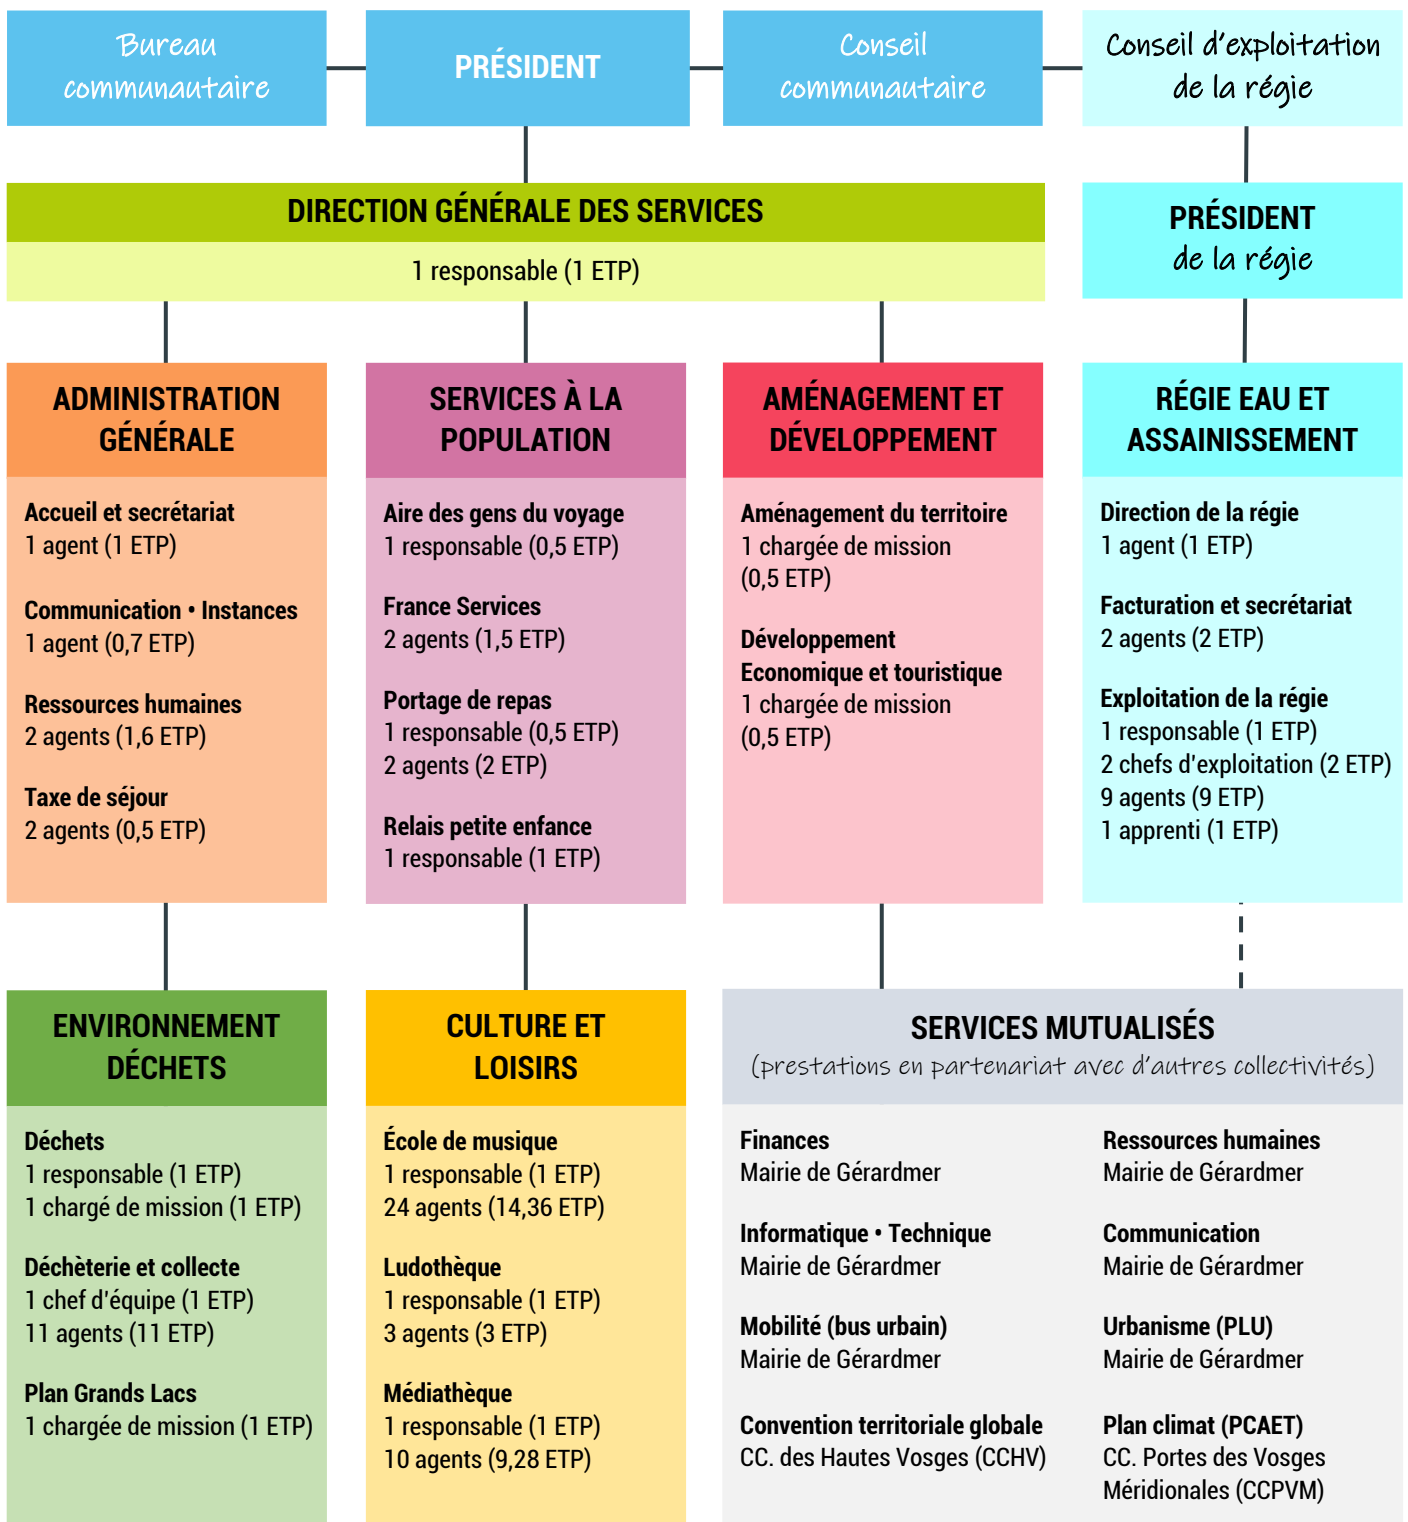 Bureau
communautaire
PRÉSIDENT
Conseil
communautaire
Conseil d'exploitation
de la régie
DIRECTION GÉNÉRALE DES SERVICES
1 responsable (1 ETP)
PRÉSIDENT
de la régie
ADMINISTRATION
GÉNÉRALE
Accueil et secrétariat
1 agent (1 ETP)
Communication • Instances
1 agent (0,7 ETP)
Ressources humaines
2 agents (1,6 ETP)
Taxe de séjour
2 agents (0,5 ETP)
SERVICES À LA
POPULATION
Aire des gens du voyage
1 responsable (0,5 ETP)
France Services
2 agents (1,5 ETP)
Portage de repas
1 responsable (0,5 ETP)
2 agents (2 ETP)
Relais petite enfance
1 responsable (1 ETP)
AMÉNAGEMENT ET
DÉVELOPPEMENT
Aménagement du territoire
1 chargée de mission
(0,5 ETP)
Développement
Economique et touristique
1 chargée de mission
(0,5 ETP)
RÉGIE EAU ET
ASSAINISSEMENT
Direction de la régie
1 agent (1 ETP)
Facturation et secrétariat
2 agents (2 ETP)
Exploitation de la régie
1 responsable (1 ETP)
2 chefs d'exploitation (2 ETP)
9 agents (9 ETP)
1 apprenti (1 ETP)
ENVIRONNEMENT
DÉCHETS
Déchets
1 responsable (1 ETP)
1 chargé de mission (1 ETP)
Déchèterie et collecte
1 chef d'équipe (1 ETP)
11 agents (11 ETP)
Plan Grands Lacs
1 chargée de mission (1 ETP)
CULTURE ET
LOISIRS
École de musique
1 responsable (1 ETP)
24 agents (14,36 ETP)
Ludothèque
1 responsable (1 ETP)
3 agents (3 ETP)
Médiathèque
1 responsable (1 ETP)
10 agents (9,28 ETP)
SERVICES MUTUALISÉS
(prestations en partenariat avec d'autres collectivités)
Finances
Mairie de Gérardmer
Informatique • Technique
Mairie de Gérardmer
Mobilité (bus urbain)
Mairie de Gérardmer
Convention territoriale globale
CC. des Hautes Vosges (CCHV)
Ressources humaines
Mairie de Gérardmer
Communication
Mairie de Gérardmer
Urbanisme (PLU)
Mairie de Gérardmer
Plan climat (PCAET)
CC. Portes des Vosges
Méridionales (CCPVM)